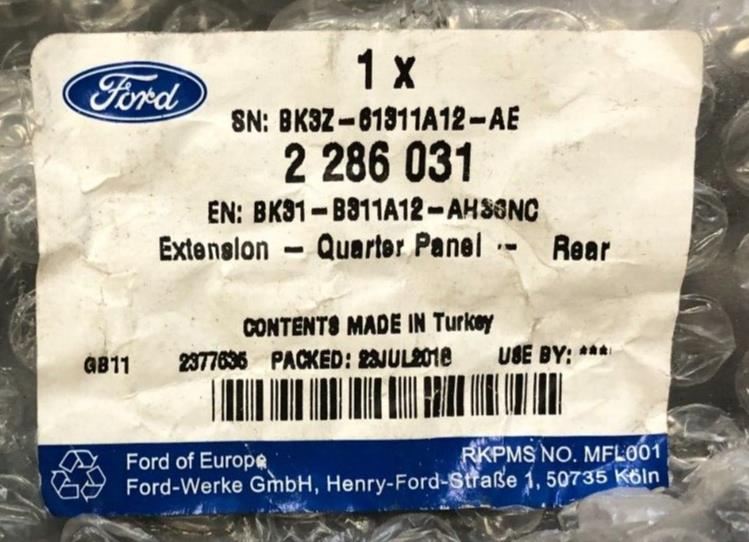 Ford
1 x
SN: BK3Z-61311A12-AE
2 286 031
EN: BK31-B311A12-AH3GNC
Extension - Quarter Panel - Rear
CONTENTS MADE IN Turkey
GB11 2377635 PACKED: 23JUL2018 USE BY: ***
Ford of Europe RKPMS NO. MFL001
Ford-Werke GmbH, Henry-Ford-Straße 1, 50735 Köln